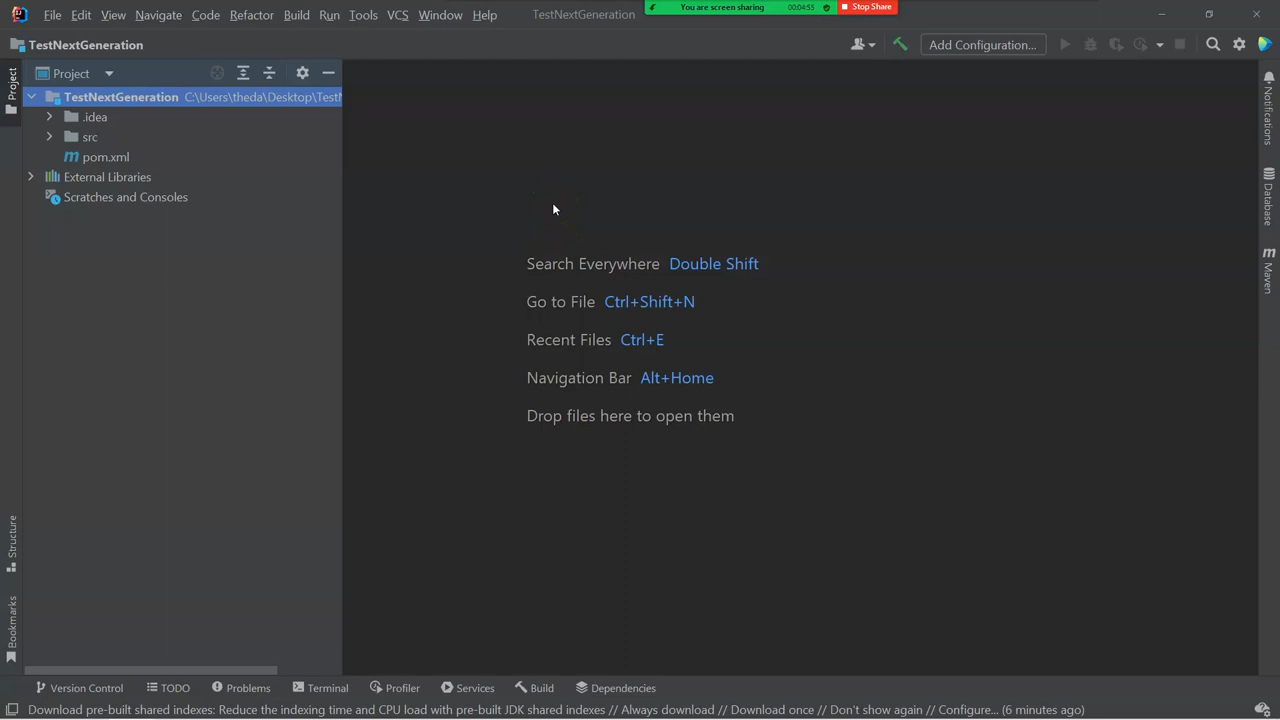 File Edit View Navigate Code Refactor Build Run Tools VCS Window Help TestNextGeneration
You are screen sharing 00:04:55 Stop Share
TestNextGeneration
Add Configuration...
Project
Project
TestNextGeneration C:\Users\theda\Desktop\TestN
.idea
src
pom.xml
External Libraries
Scratches and Consoles
Search Everywhere Double Shift
Go to File Ctrl+Shift+N
Recent Files Ctrl+E
Navigation Bar Alt+Home
Drop files here to open them
Notifications
Database
Maven
Structure
Bookmarks
Version Control TODO Problems Terminal Profiler Services Build Dependencies
Download pre-built shared indexes: Reduce the indexing time and CPU load with pre-built JDK shared indexes // Always download // Download once // Don't show again // Configure... (6 minutes ago)